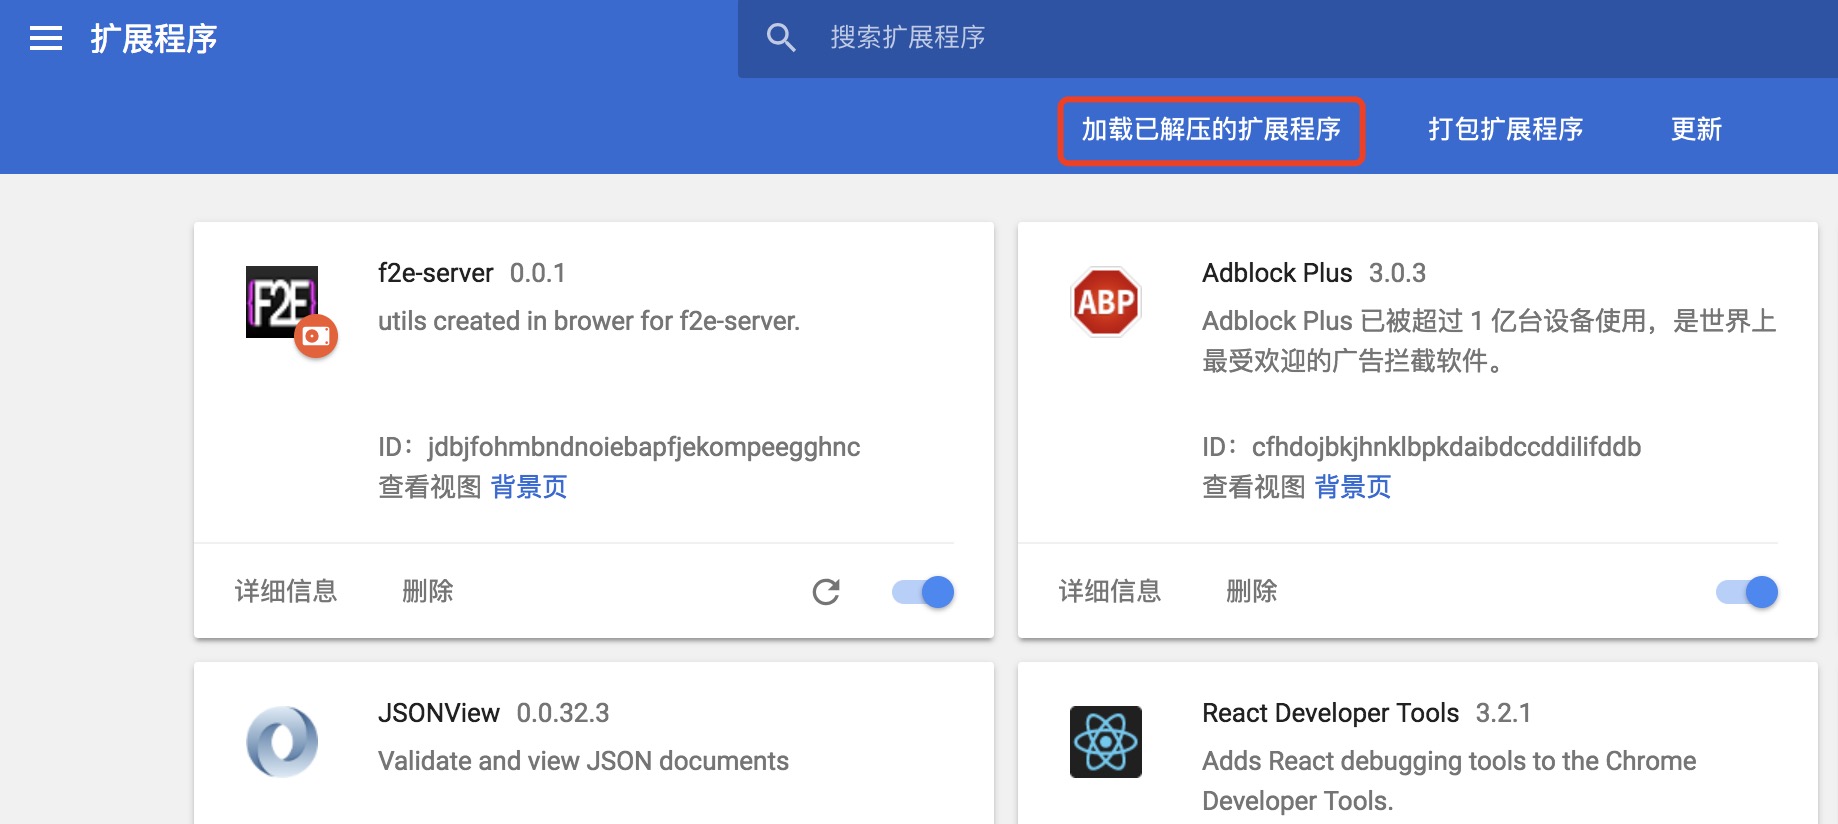 扩展程序
搜索扩展程序
加载已解压的扩展程序
打包扩展程序
更新
F2E
f2e-server 0.0.1
utils created in brower for f2e-server.
ID：jdbjfohmbndnoiebapfjekompeegghnc
查看视图 背景页
详细信息
删除
ABP
Adblock Plus 3.0.3
Adblock Plus 已被超过 1 亿台设备使用，是世界上
最受欢迎的广告拦截软件。
ID：cfhdojbkjhnklbpkdaibdccddilifddb
查看视图 背景页
详细信息
删除
JSONView 0.0.32.3
Validate and view JSON documents
React Developer Tools 3.2.1
Adds React debugging tools to the Chrome
Developer Tools.